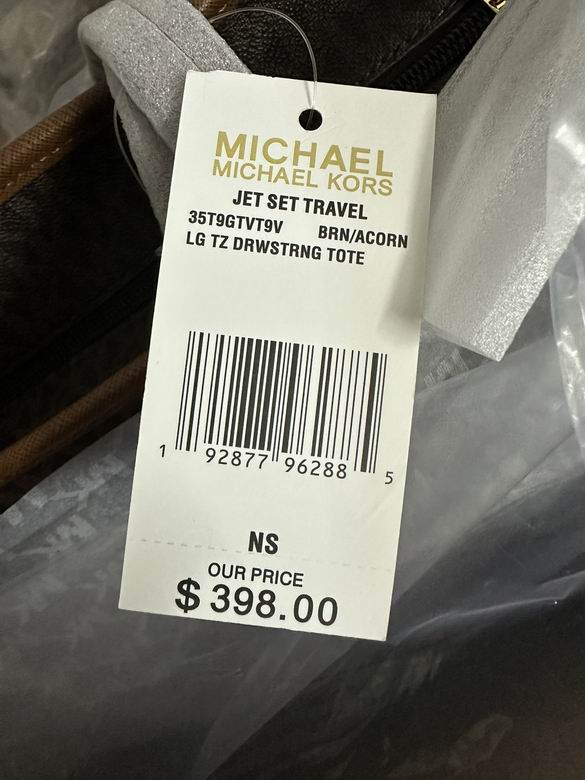 MICHAEL
MICHAEL KORS
JET SET TRAVEL
35T9GTVT9V BRN/ACORN
LG TZ DRWSTRNG TOTE
1 92877 96288 5
NS
OUR PRICE
$ 398.00